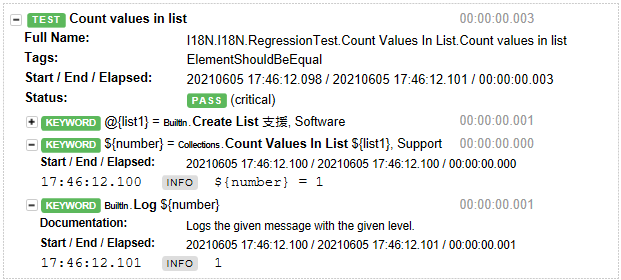 TEST Count values in list 00:00:00.003
Full Name: I18N.I18N.RegressionTest.Count Values In List.Count values in list
Tags: ElementShouldBeEqual
Start / End / Elapsed: 20210605 17:46:12.098 / 20210605 17:46:12.101 / 00:00:00.003
Status: PASS (critical)
KEYWORD @{list1} = BuiltIn.Create List 支援, Software 00:00:00.001
KEYWORD ${number} = Collections.Count Values In List ${list1}, Support 00:00:00.000
Start / End / Elapsed: 20210605 17:46:12.100 / 20210605 17:46:12.100 / 00:00:00.000
17:46:12.100 INFO ${number} = 1
KEYWORD BuiltIn.Log ${number} 00:00:00.001
Documentation: Logs the given message with the given level.
Start / End / Elapsed: 20210605 17:46:12.100 / 20210605 17:46:12.101 / 00:00:00.001
17:46:12.101 INFO 1